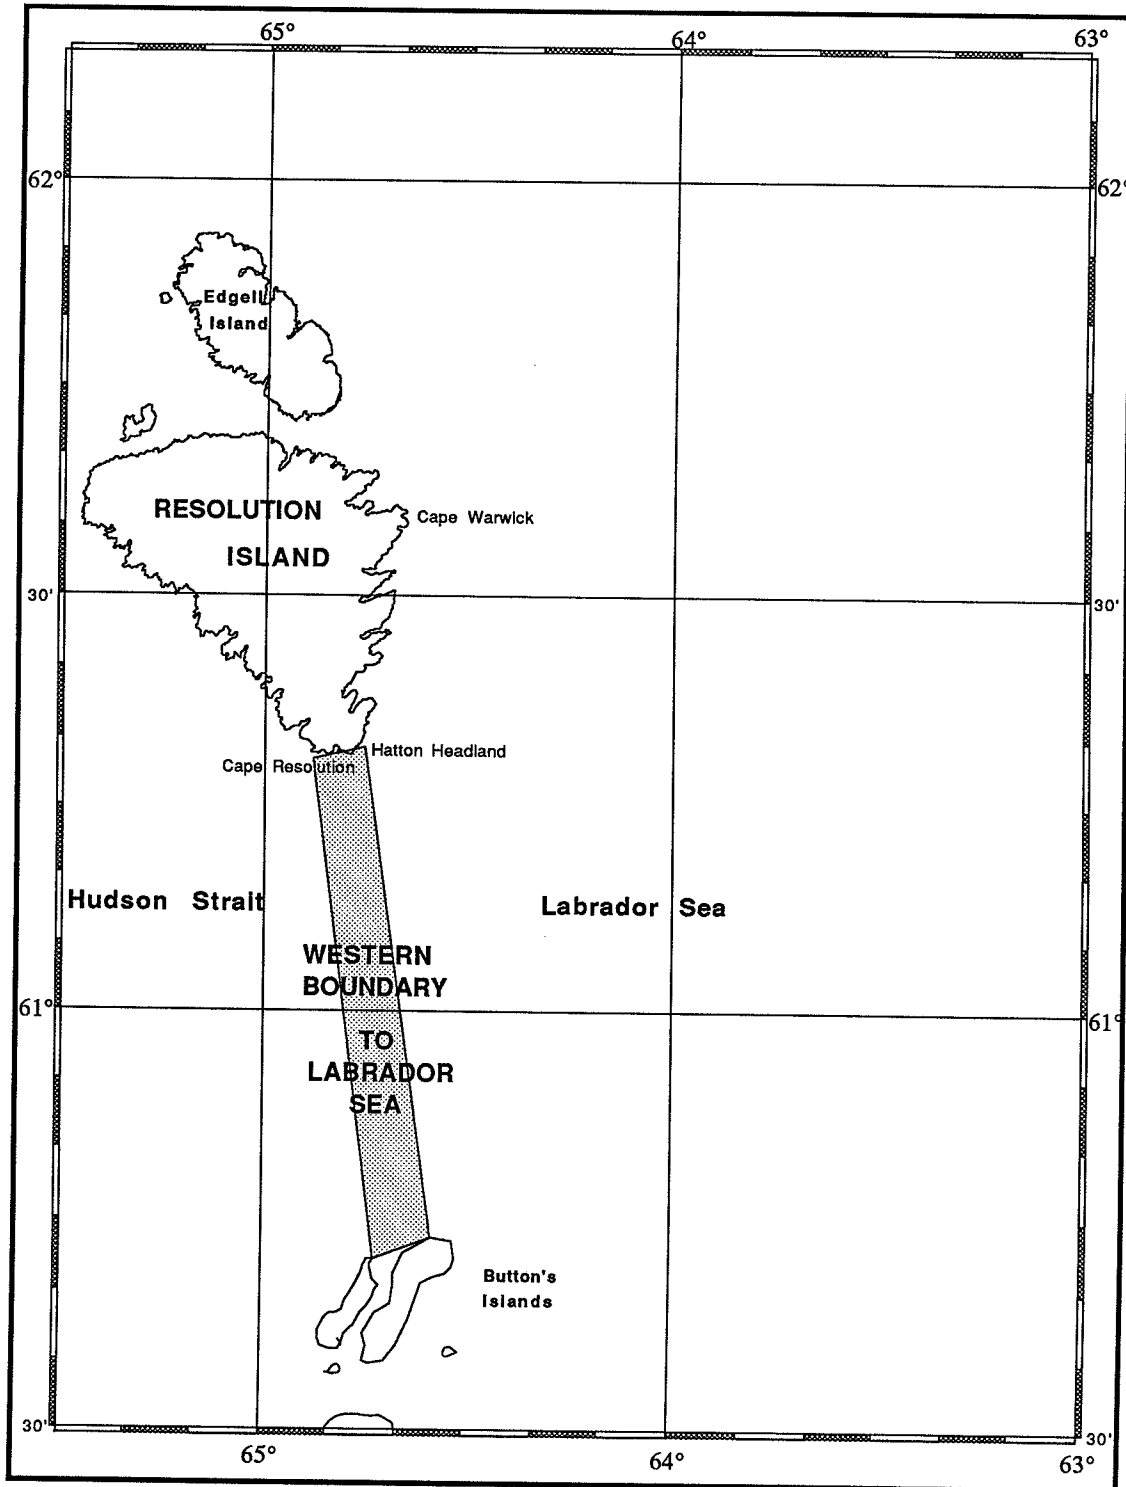 65°
64°
63°
62°
62°
Edgell
Island
RESOLUTION
ISLAND
Cape Warwick
30'
30'
Hatton Headland
Cape Resolution
Hudson Strait
Labrador Sea
WESTERN
BOUNDARY
61°
61°
TO
LABRADOR
SEA
Button's
Islands
30'
30'
65°
64°
63°